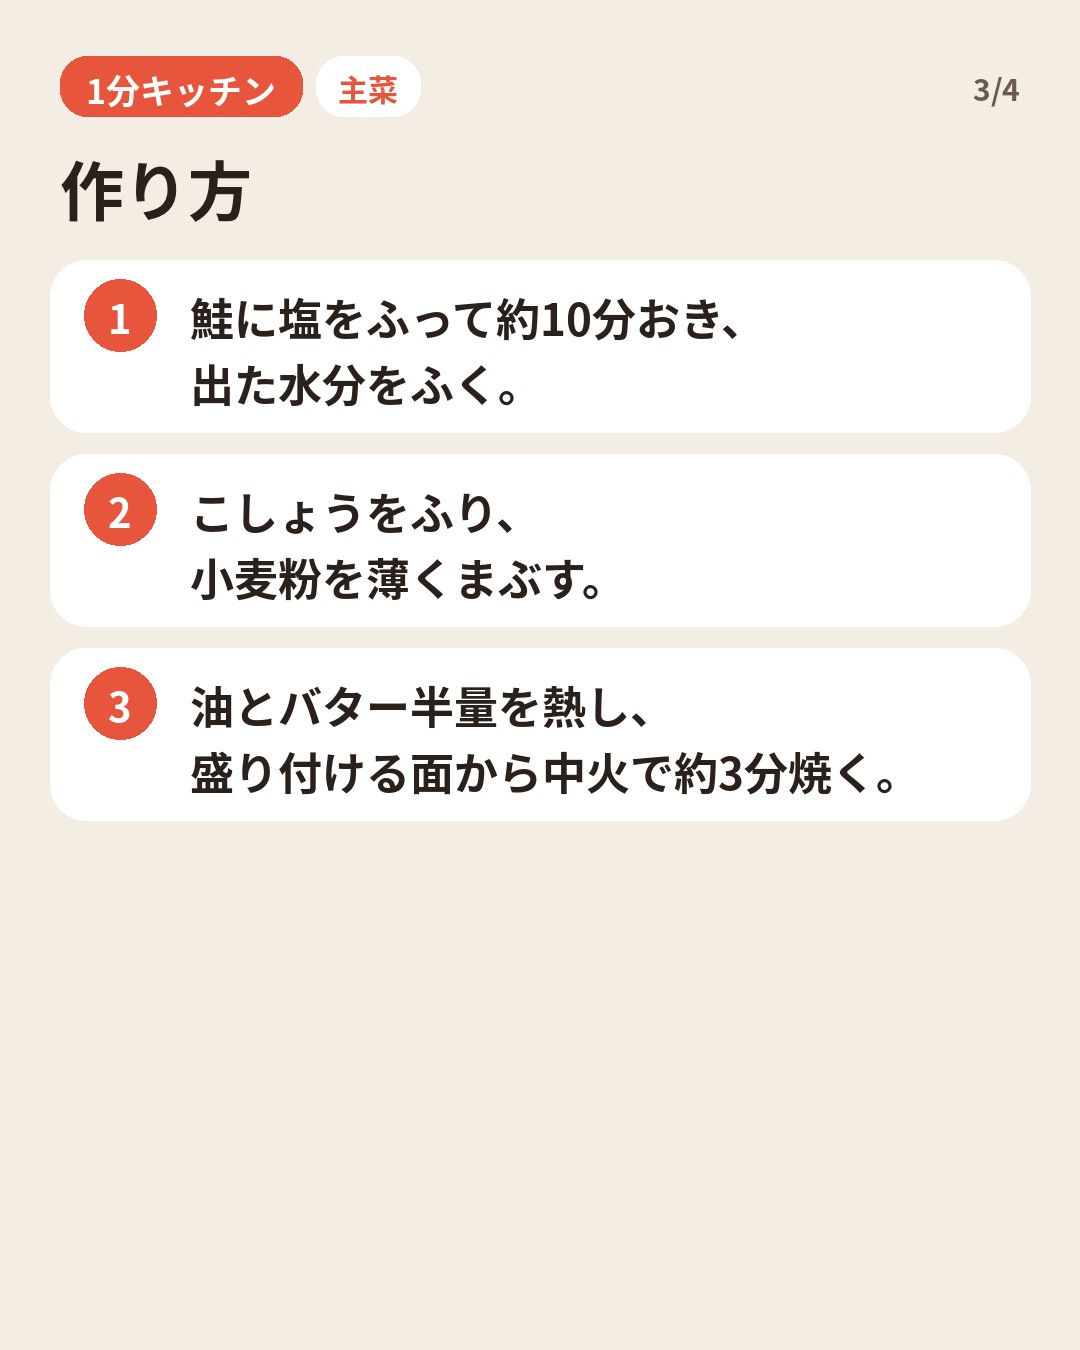 1分キッチン
主菜
3/4
作り方
1
鮭に塩をふって約10分おき、
出た水分をふく。
2
こしょうをふり、
小麦粉を薄くまぶす。
3
油とバター半量を熱し、
盛り付ける面から中火で約3分焼く。